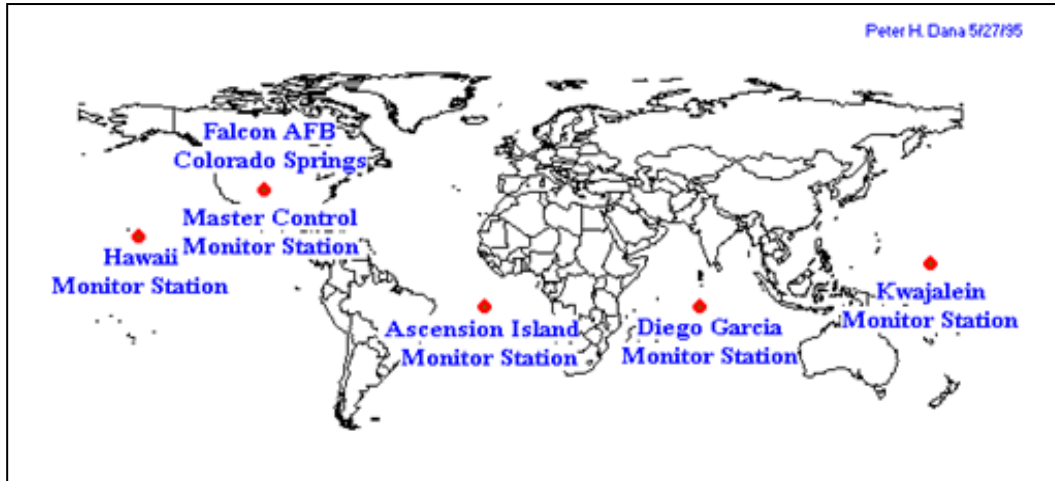 Peter H. Dana 5/27/95
Falcon AFB
Colorado Springs
Master Control
Monitor Station
Hawaii
Monitor Station
Ascension Island
Monitor Station
Diego Garcia
Monitor Station
Kwajalein
Monitor Station